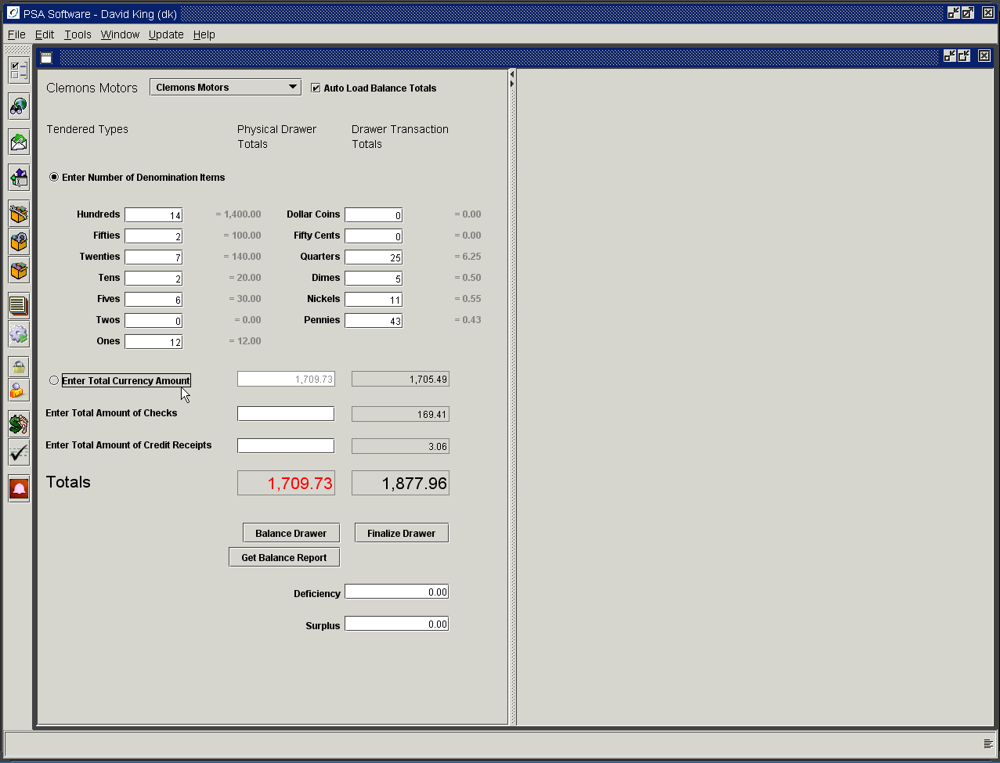 PSA Software - David King (dk)
File Edit Tools Window Update Help
Clemons Motors Clemons Motors Auto Load Balance Totals
Tendered Types Physical Drawer Totals Drawer Transaction Totals
Enter Number of Denomination Items
Hundreds 14 = 1,400.00 Dollar Coins 0 = 0.00
Fifties 2 = 100.00 Fifty Cents 0 = 0.00
Twenties 7 = 140.00 Quarters 25 = 6.25
Tens 2 = 20.00 Dimes 5 = 0.50
Fives 6 = 30.00 Nickels 11 = 0.55
Twos 0 = 0.00 Pennies 43 = 0.43
Ones 12 = 12.00
Enter Total Currency Amount 1,709.73 1,705.49
Enter Total Amount of Checks 169.41
Enter Total Amount of Credit Receipts 3.06
Totals 1,709.73 1,877.96
Balance Drawer Finalize Drawer
Get Balance Report
Deficiency 0.00
Surplus 0.00